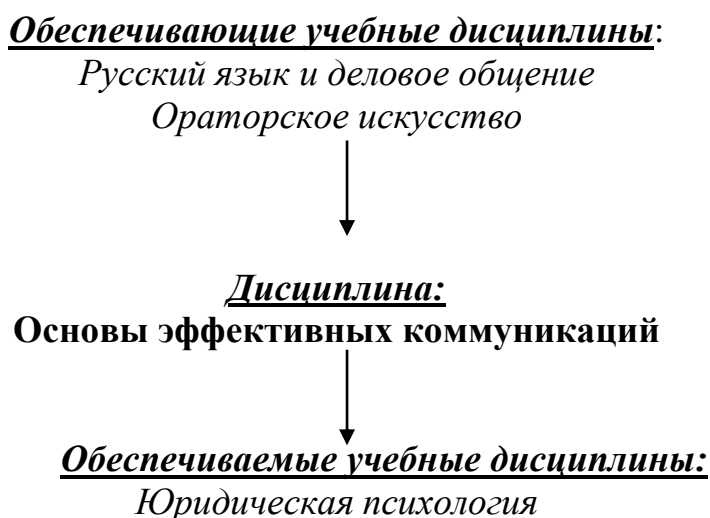 Обеспечивающие учебные дисциплины:
Русский язык и деловое общение
Ораторское искусство
Дисциплина:
Основы эффективных коммуникаций
Обеспечиваемые учебные дисциплины:
Юридическая психология